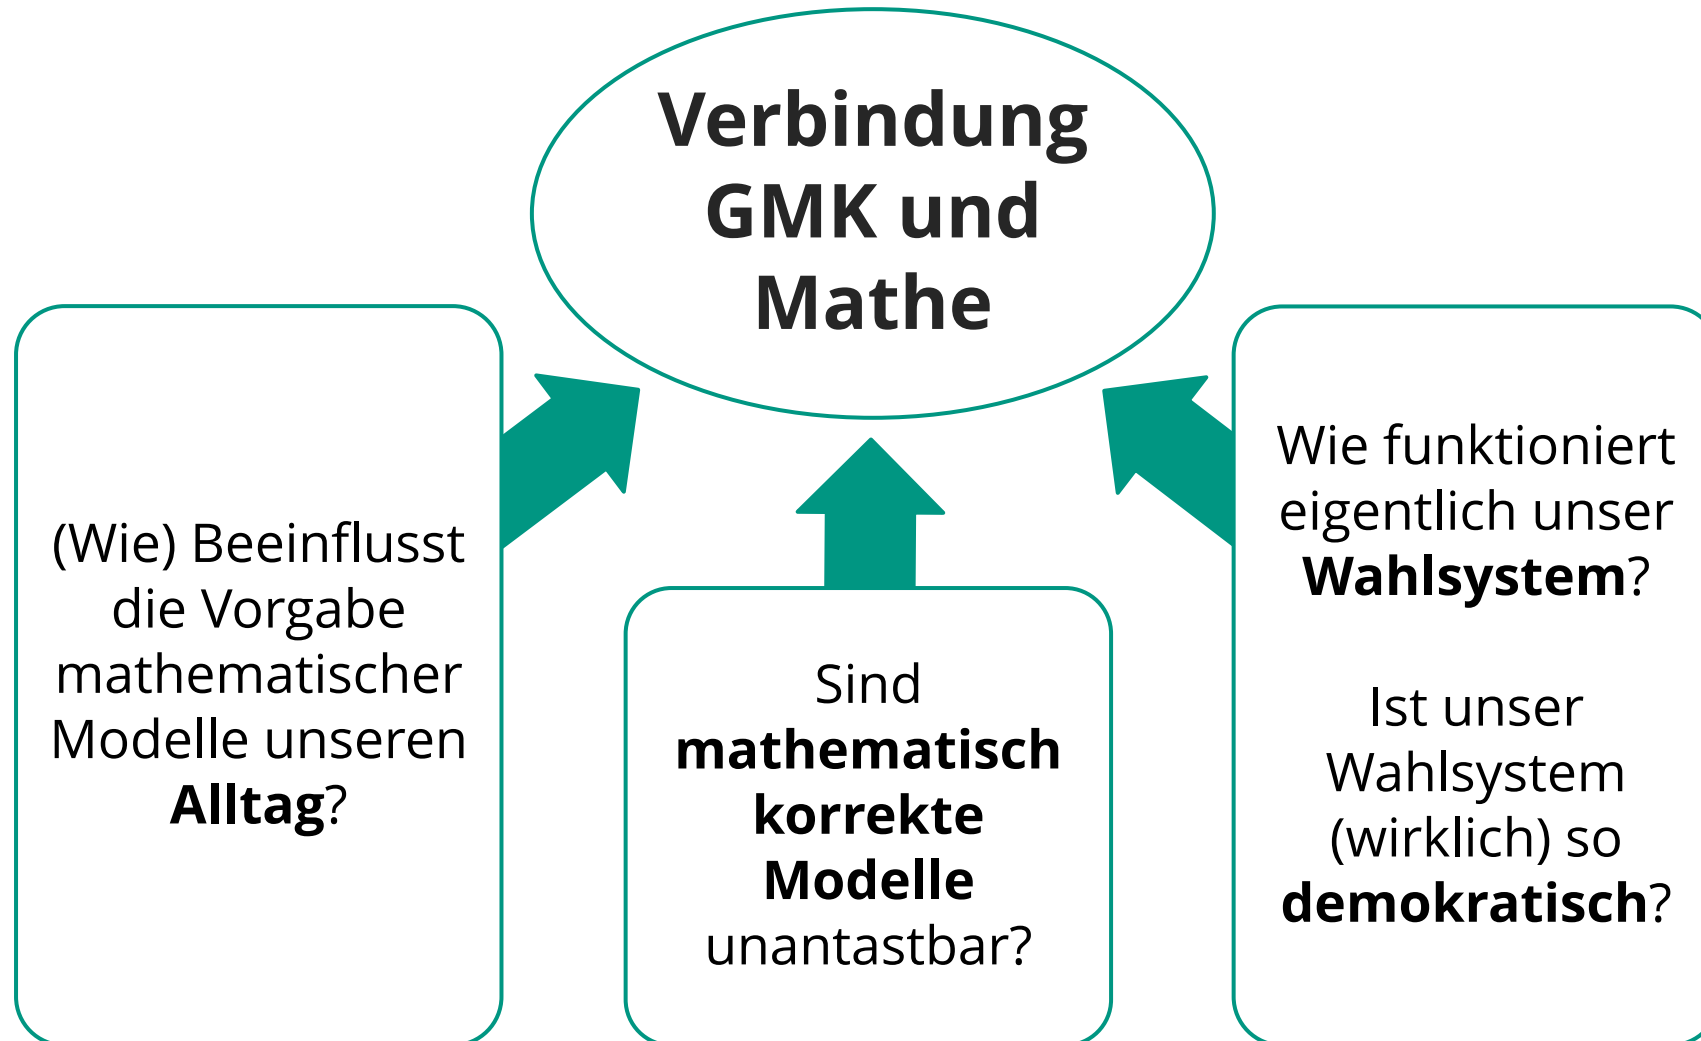 Verbindung
GMK und
Mathe
(Wie) Beeinflusst
die Vorgabe
mathematischer
Modelle unseren
Alltag?
Sind
mathematisch
korrekte
Modelle
unantastbar?
Wie funktioniert
eigentlich unser
Wahlsystem?
Ist unser
Wahlsystem
(wirklich) so
demokratisch?